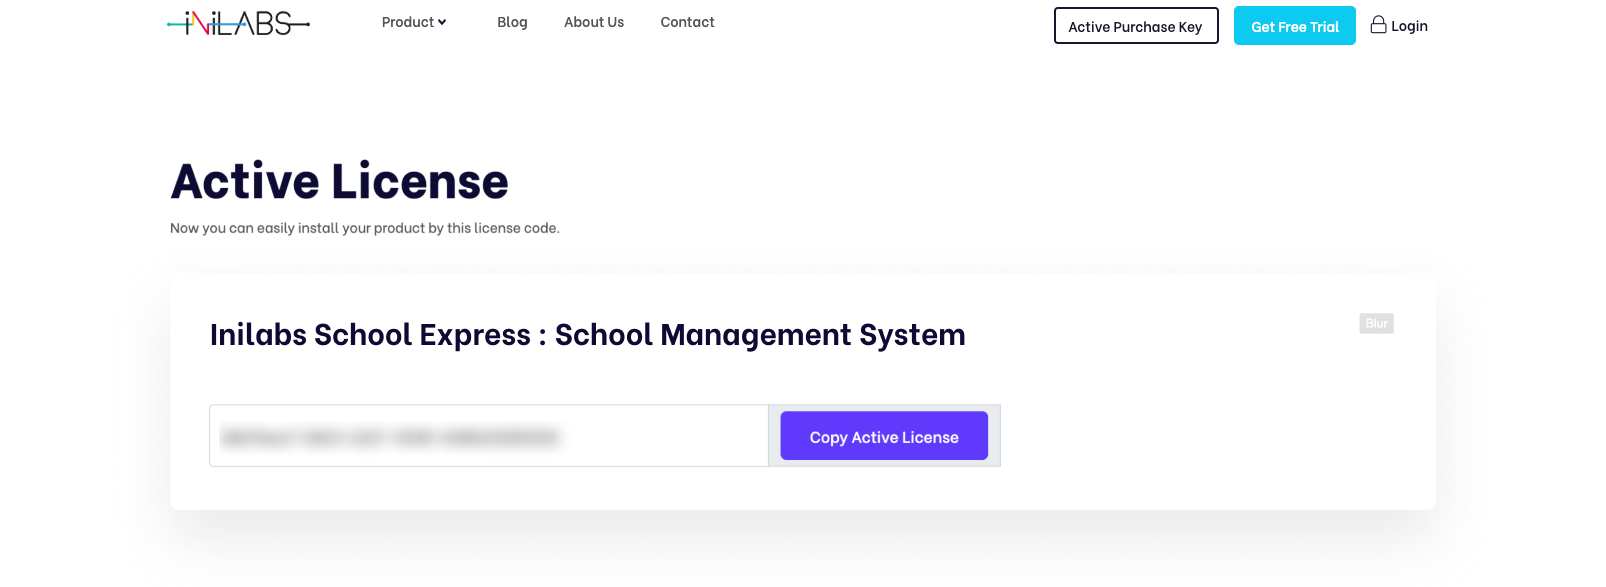 iNiLABS
Product
Blog
About Us
Contact
Active Purchase Key
Get Free Trial
Login
Active License
Now you can easily install your product by this license code.
Inilabs School Express : School Management System
Blur
Copy Active License